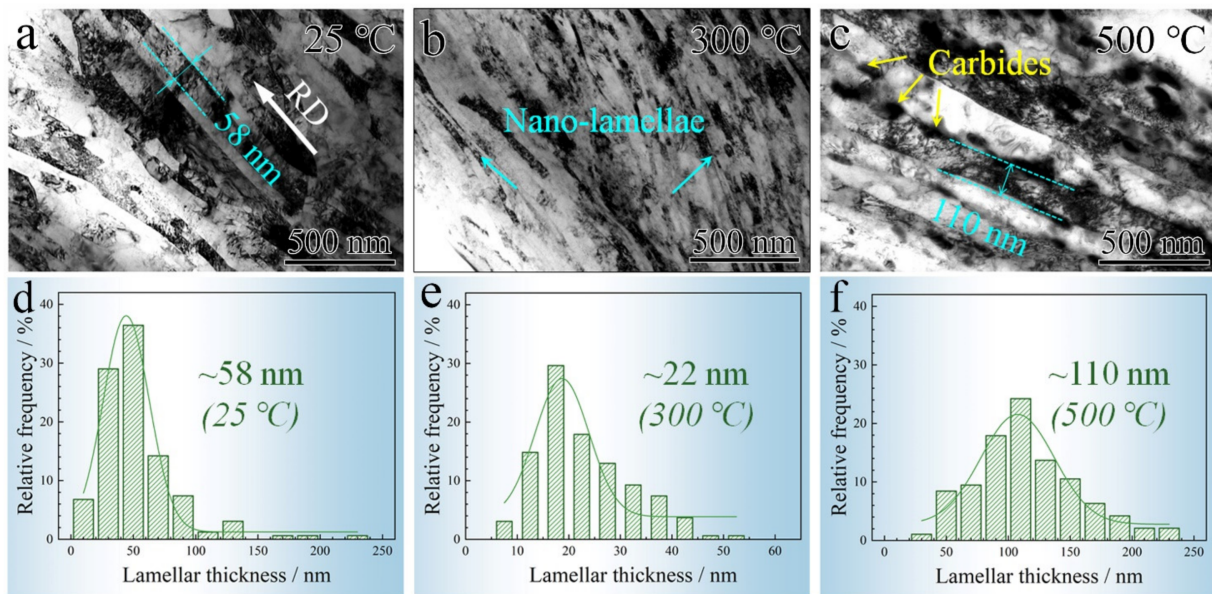 a
25 °C
RD
58 nm
500 nm
b
300 °C
Nano-lamellae
500 nm
c
500 °C
Carbides
110 nm
500 nm
d
40
30
20
10
0
Relative frequency / %
~58 nm
(25 °C)
0 50 100 150 200 250
Lamellar thickness / nm
e
40
30
20
10
0
Relative frequency / %
~22 nm
(300 °C)
0 10 20 30 40 50 60
Lamellar thickness / nm
f
40
30
20
10
0
Relative frequency / %
~110 nm
(500 °C)
0 50 100 150 200 250
Lamellar thickness / nm